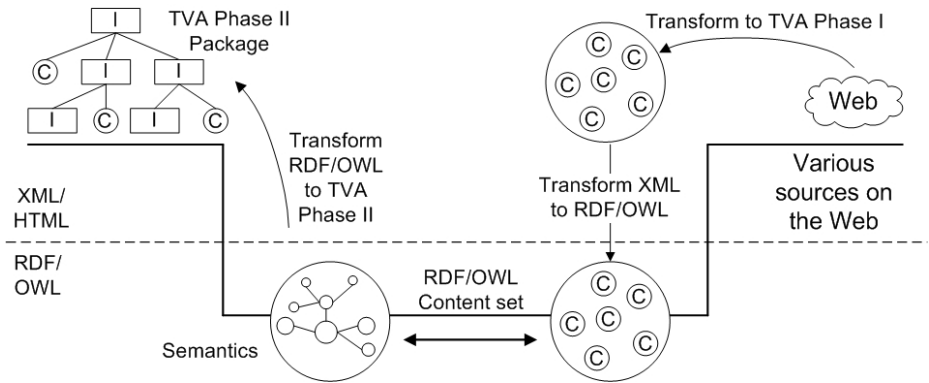 I
TVA Phase II
Package
C
I
I
I
C
I
C
Transform
RDF/OWL
to TVA
Phase II
Transform to TVA Phase I
C
C
C
C
C
C
Web
Various
sources on
the Web
Transform XML
to RDF/OWL
XML/
HTML
RDF/
OWL
Semantics
RDF/OWL
Content set
C
C
C
C
C
C